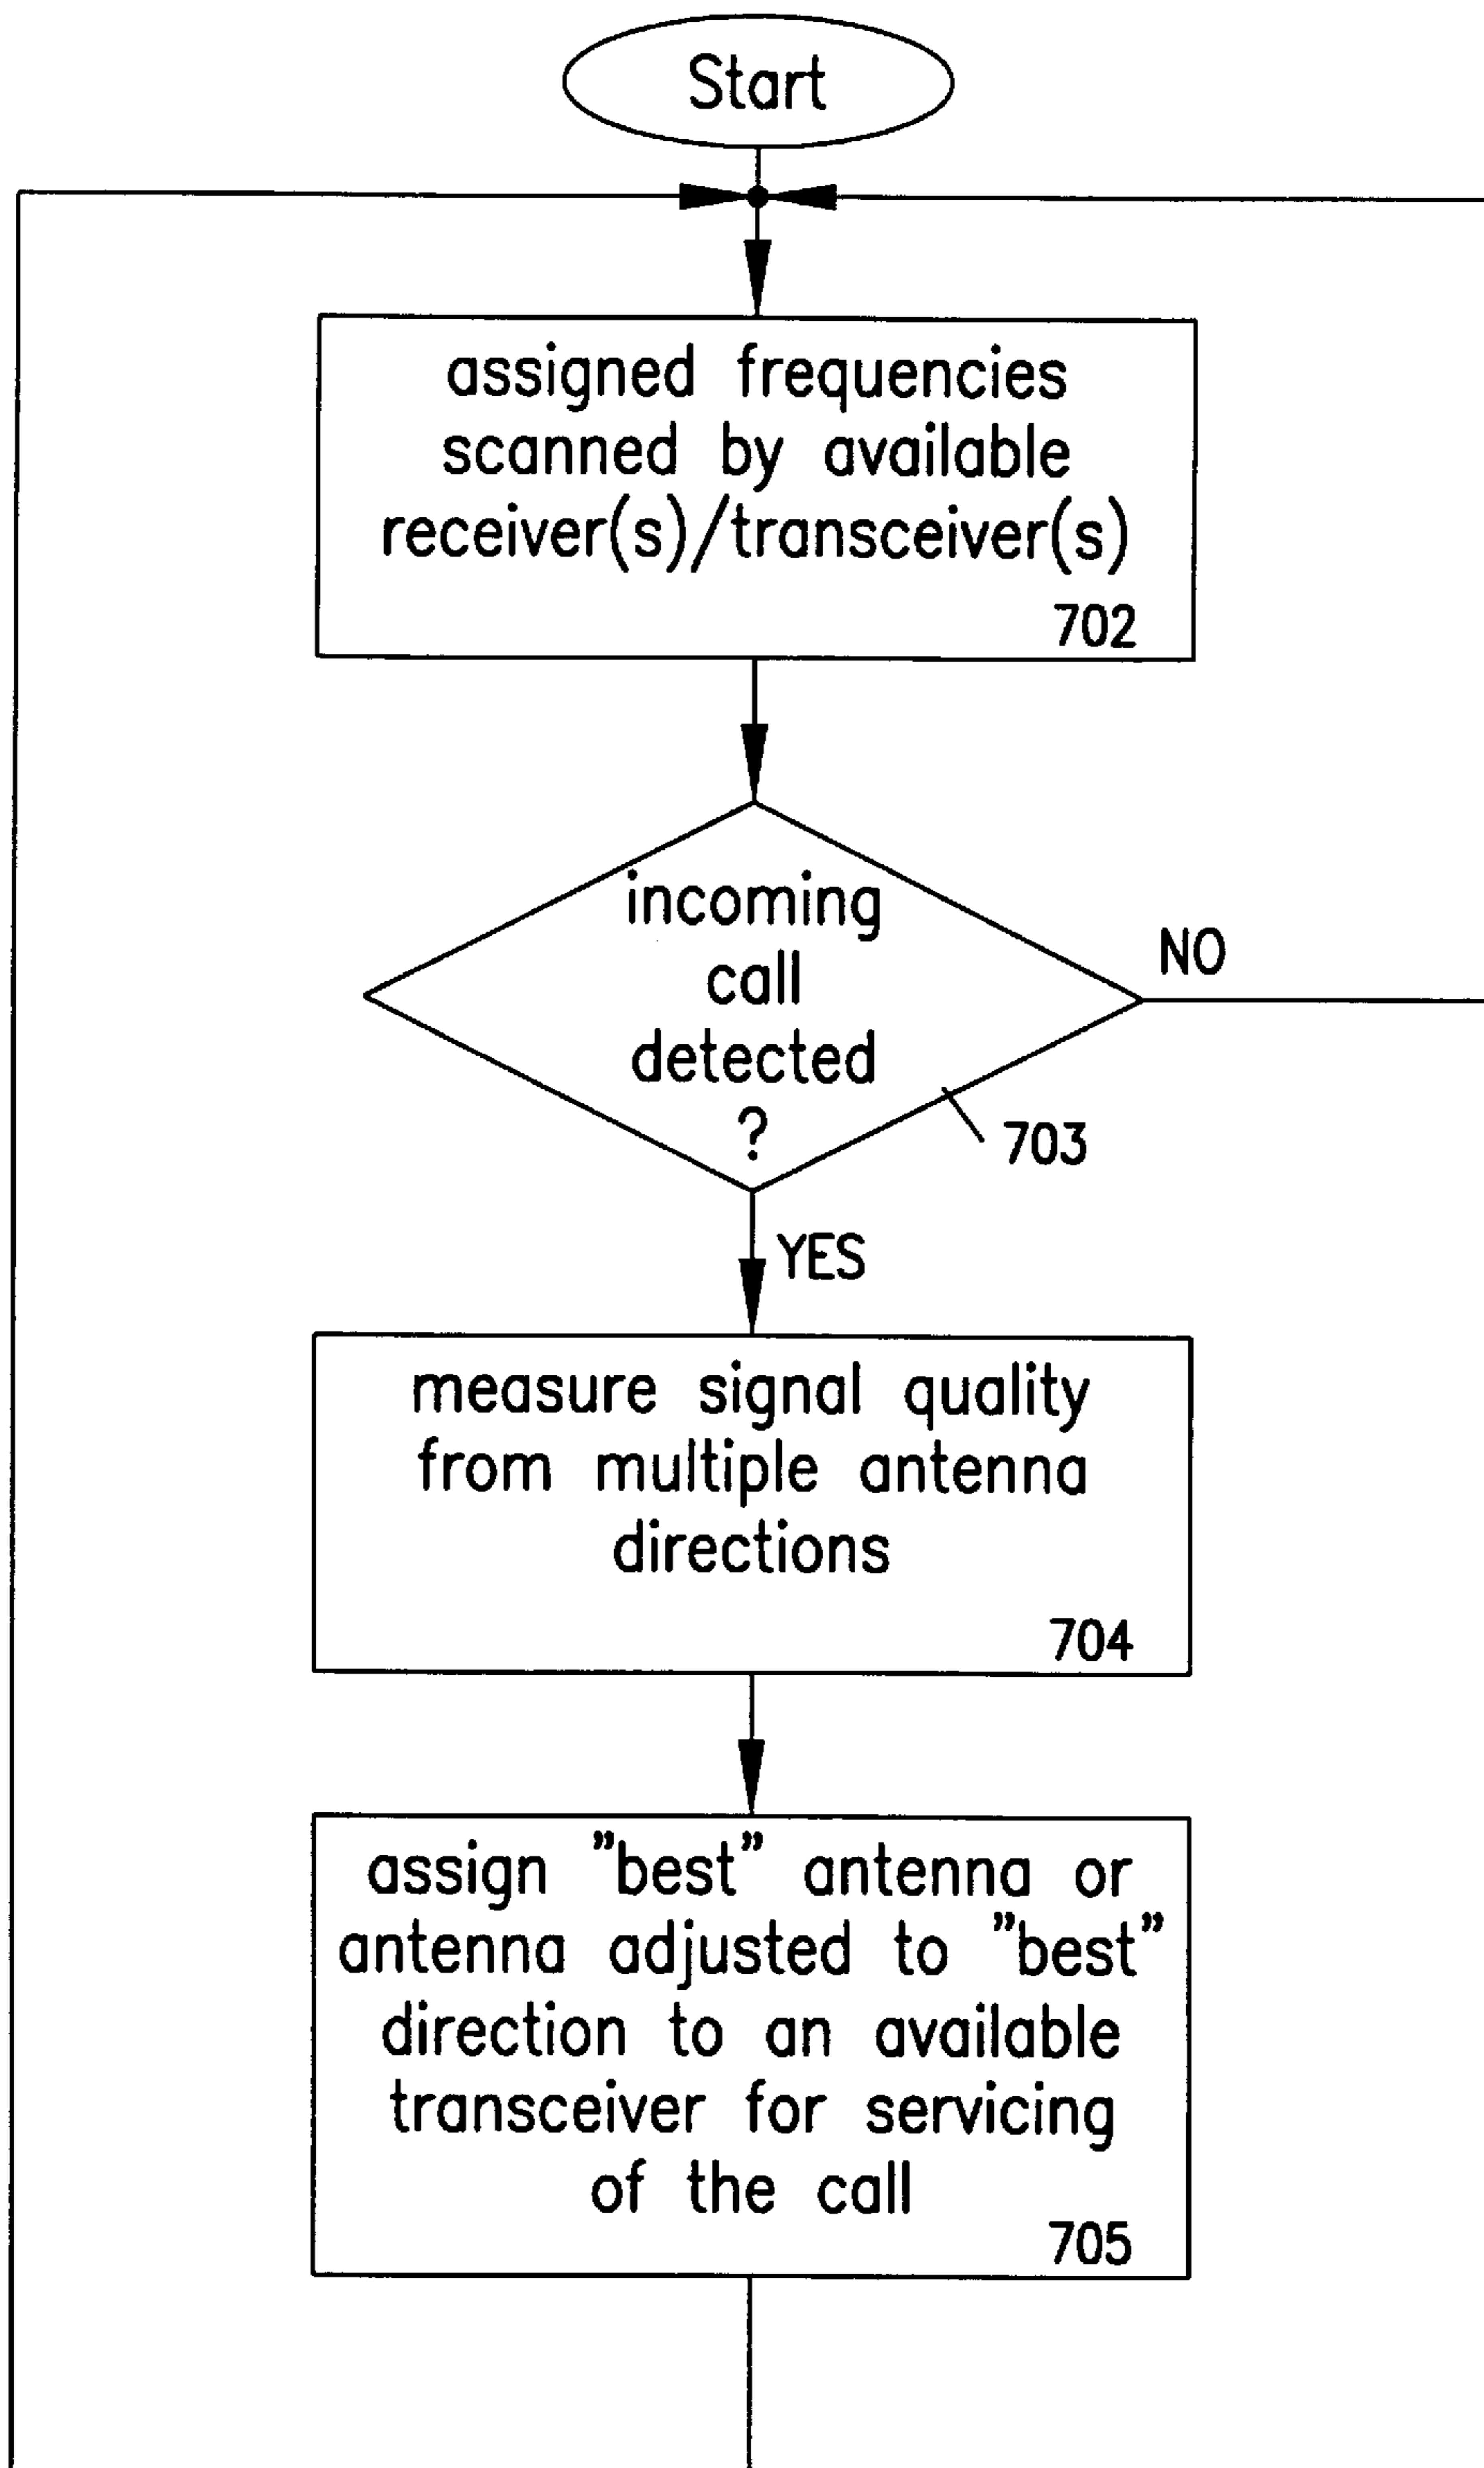 Start
assigned frequencies
scanned by available
receiver(s)/transceiver(s)
702
incoming
call
detected
?
NO
703
YES
measure signal quality
from multiple antenna
directions
704
assign "best" antenna or
antenna adjusted to "best"
direction to an available
transceiver for servicing
of the call
705